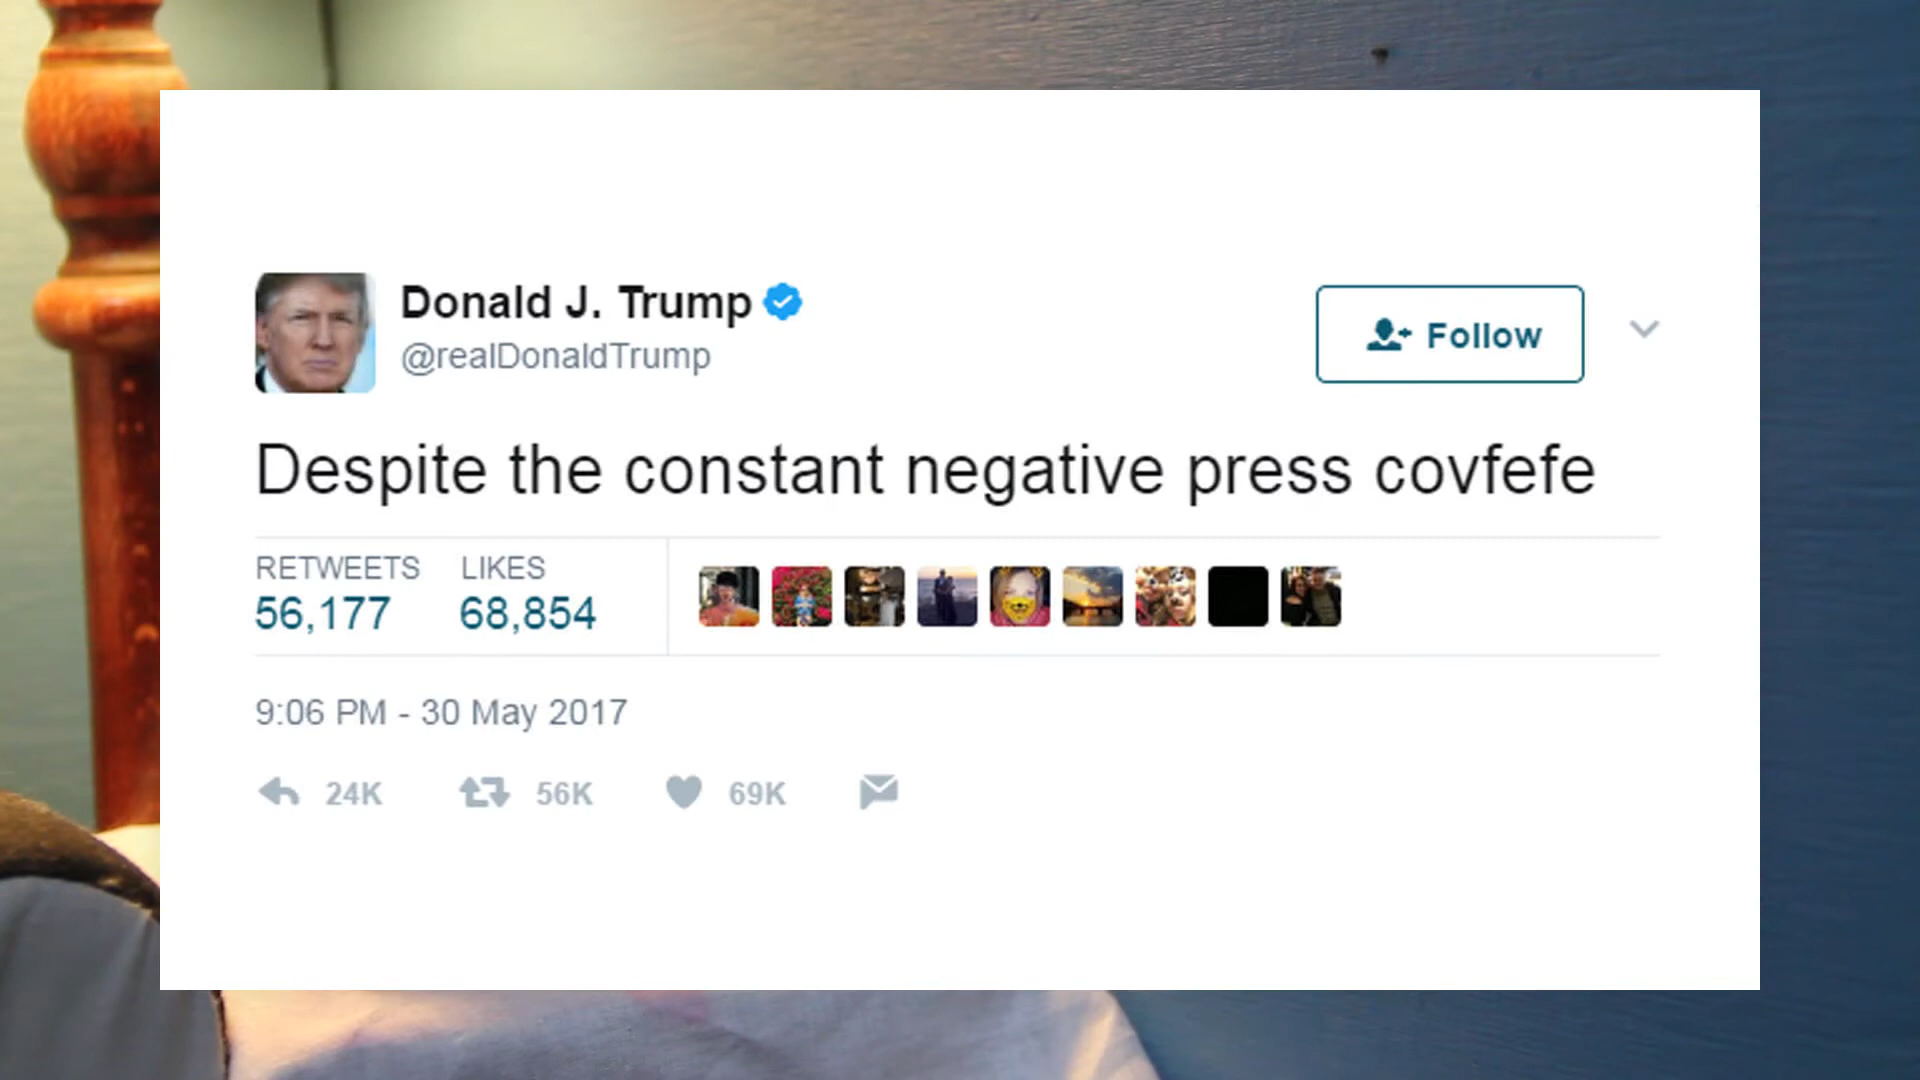 Donald J. Trump
@realDonaldTrump
Follow
Despite the constant negative press covfefe
RETWEETS LIKES
56,177 68,854
9:06 PM - 30 May 2017
24K 56K 69K